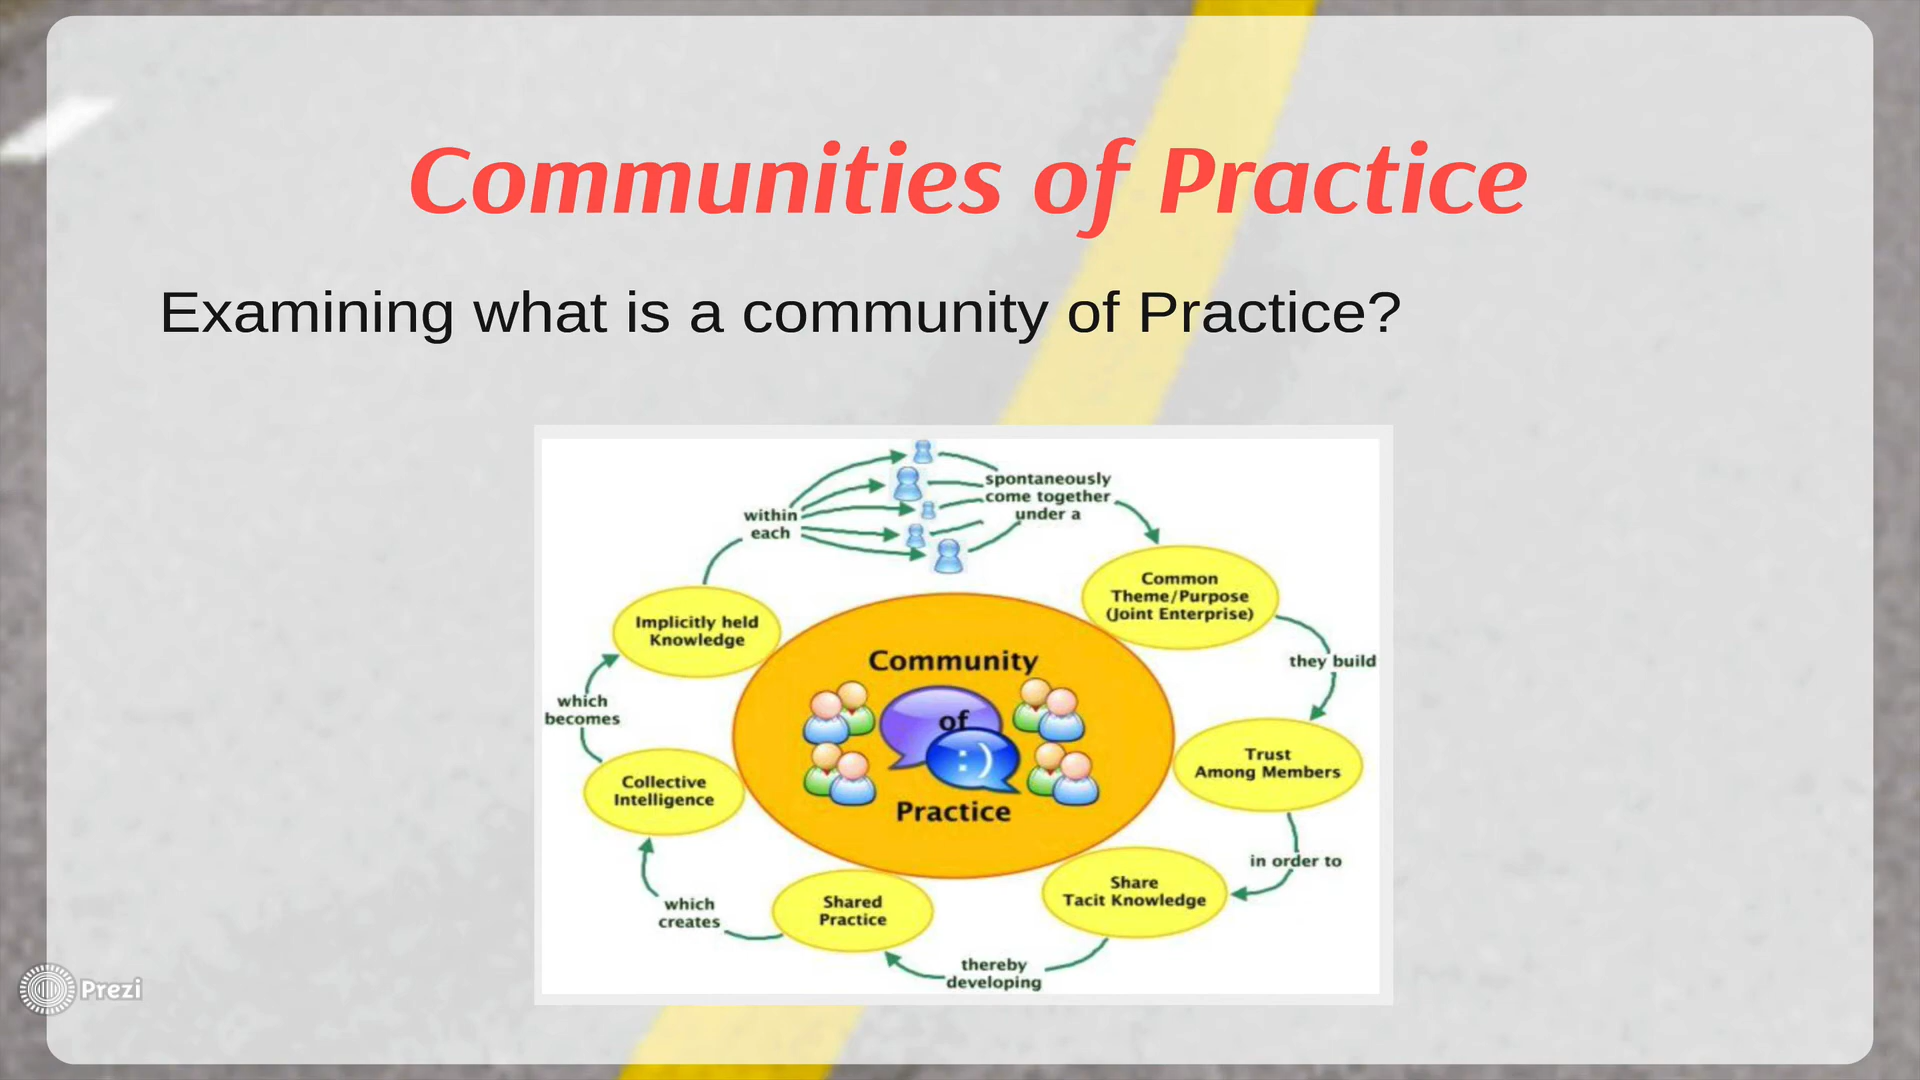 Communities of Practice
Examining what is a community of Practice?
within
each
spontaneously
come together
under a
Common
Theme/Purpose
(Joint Enterprise)
they build
Trust
Among Members
in order to
Share
Tacit Knowledge
thereby
developing
Shared
Practice
which
creates
Collective
Intelligence
which
becomes
Implicitly held
Knowledge
Community
of
:)
Practice
Prezi